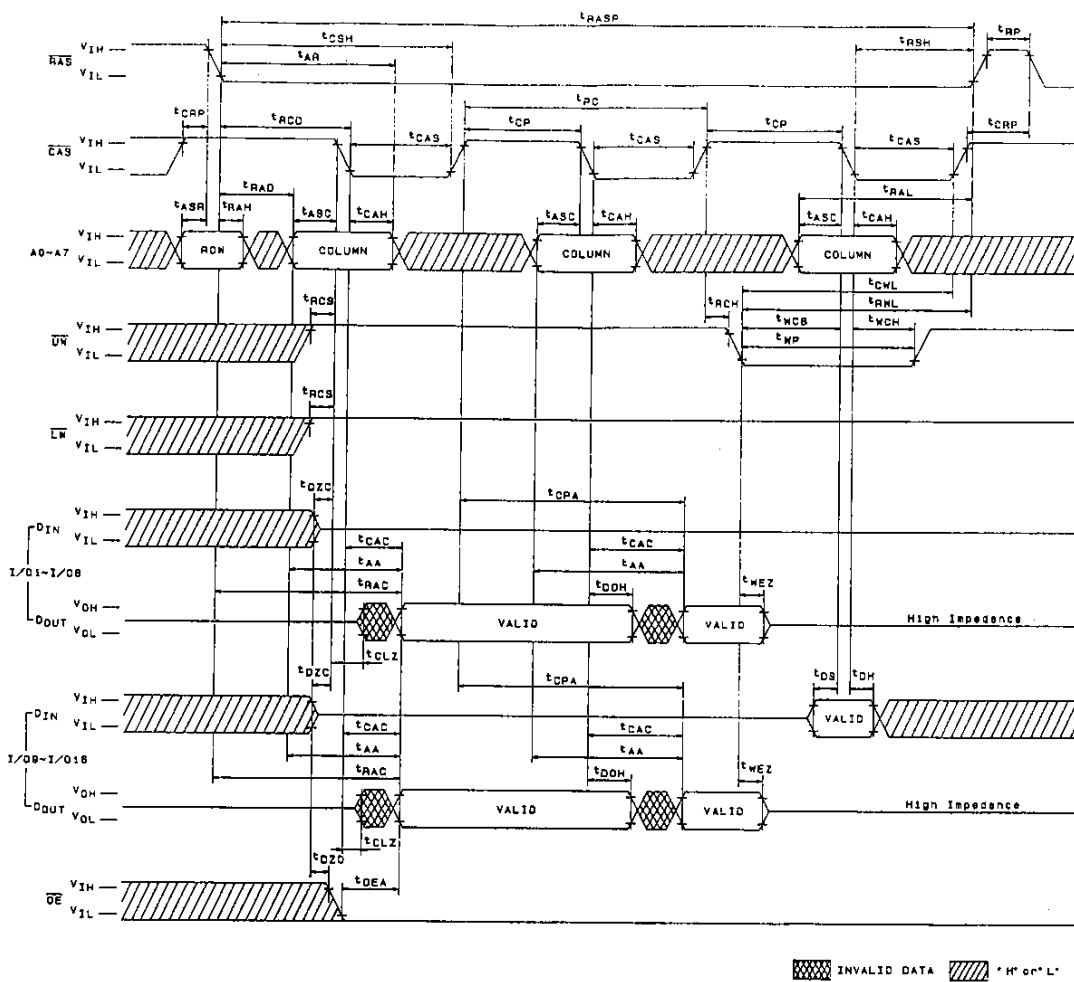 tRASP
tCSH
tRSH
tRP
tAR
RAS
VIH
VIL
tPC
tCRP
tRCD
tCP
tCP
tCRP
tCAS
tCAS
tCAS
CAS
VIH
VIL
tRAD
tRAL
tASR
tRAH
tASC
tCAH
tASC
tCAH
tASC
tCAH
A0~A7
VIH
VIL
ROW
COLUMN
COLUMN
COLUMN
tCWL
tRCS
tRCH
tRWL
tWCS
tWCH
tWP
UW
VIH
VIL
tRCS
LW
VIH
VIL
tDZC
tCPA
DIN
VIH
VIL
I/O1~I/O8
tCAC
tCAC
tAA
tAA
tRAC
tDOH
tWEZ
DOUT
VOH
VOL
VALID
VALID
High Impedance
tCLZ
tDZC
tCPA
tDS
tDH
DIN
VIH
VIL
VALID
I/O9~I/O16
tCAC
tCAC
tAA
tAA
tRAC
tDOH
tWEZ
DOUT
VOH
VOL
VALID
VALID
High Impedance
tCLZ
tDZO
tOEA
OE
VIH
VIL
INVALID DATA
"H" or "L"